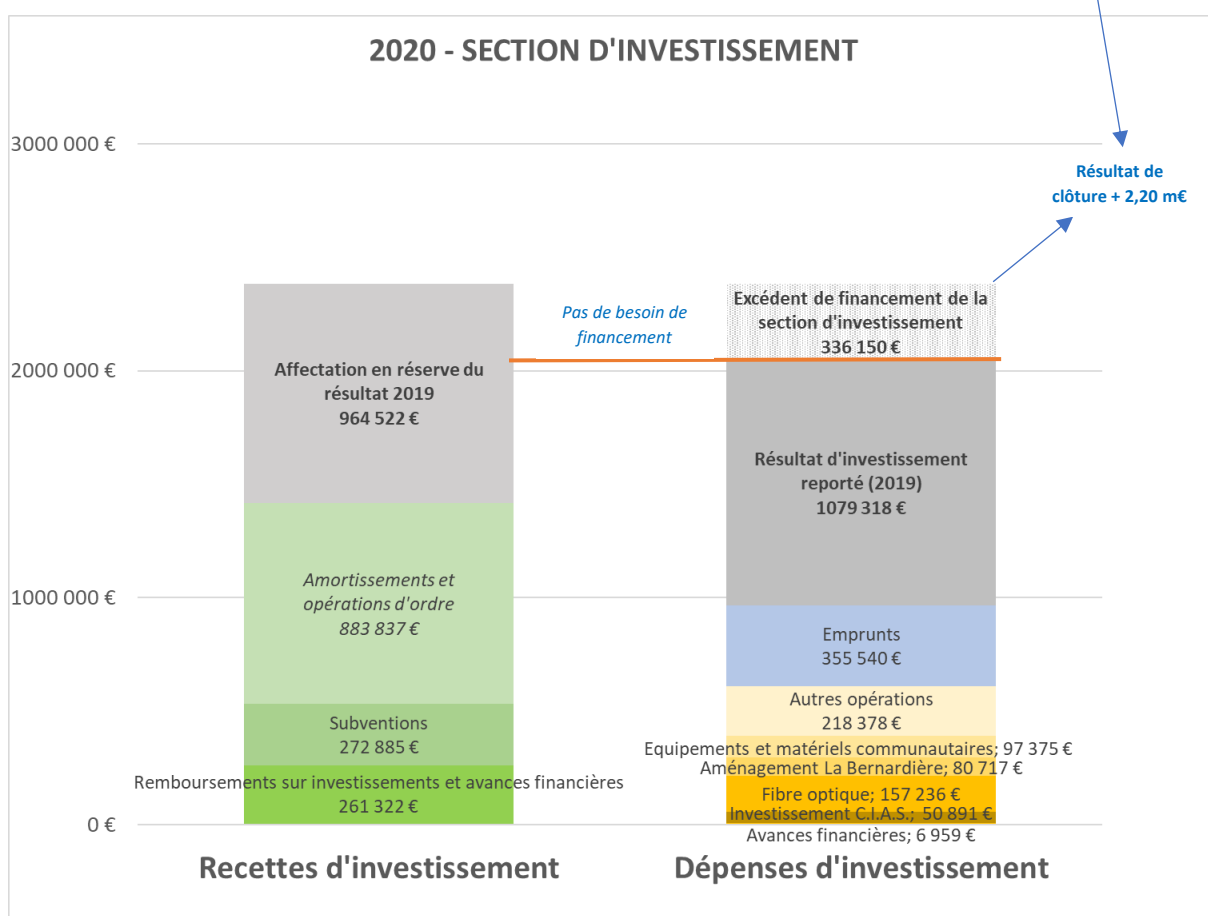 2020 - SECTION D'INVESTISSEMENT
3000 000 €
2000 000 €
1000 000 €
0 €
Résultat de
clôture + 2,20 m€
Pas de besoin de
financement
Affectation en réserve du
résultat 2019
964 522 €
Amortissements et
opérations d'ordre
883 837 €
Subventions
272 885 €
Remboursements sur investissements et avances financières
261 322 €
Excédent de financement de la
section d'investissement
336 150 €
Résultat d'investissement
reporté (2019)
1079 318 €
Emprunts
355 540 €
Autres opérations
218 378 €
Equipements et matériels communautaires; 97 375 €
Aménagement La Bernardière; 80 717 €
Fibre optique; 157 236 €
Investissement C.I.A.S.; 50 891 €
Avances financières; 6 959 €
Recettes d'investissement
Dépenses d'investissement